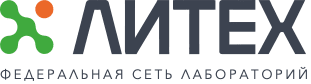 ЛИТЕХ
ФЕДЕРАЛЬНАЯ СЕТЬ ЛАБОРАТОРИЙ